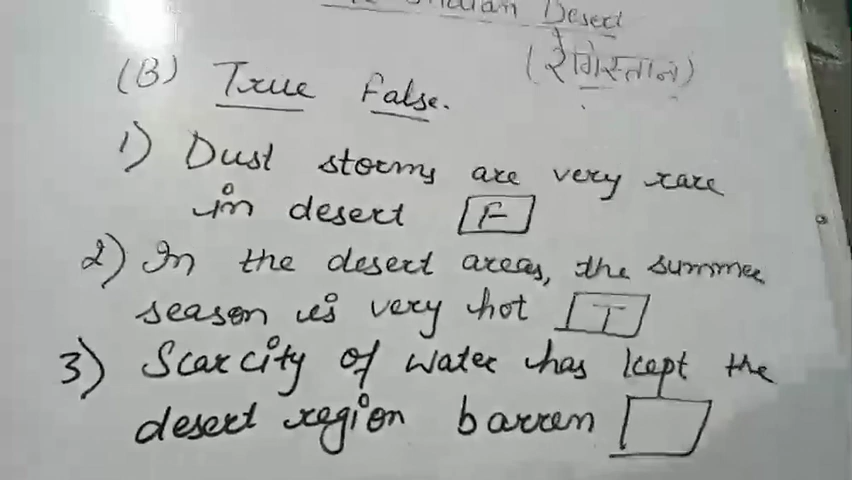 Indian Desert
(रेगिस्तान)
(B) True False.
1) Dust storms are very rare
in desert F
2) In the desert areas, the summer
season is very hot T
3) Scarcity of water has kept the
desert region barren